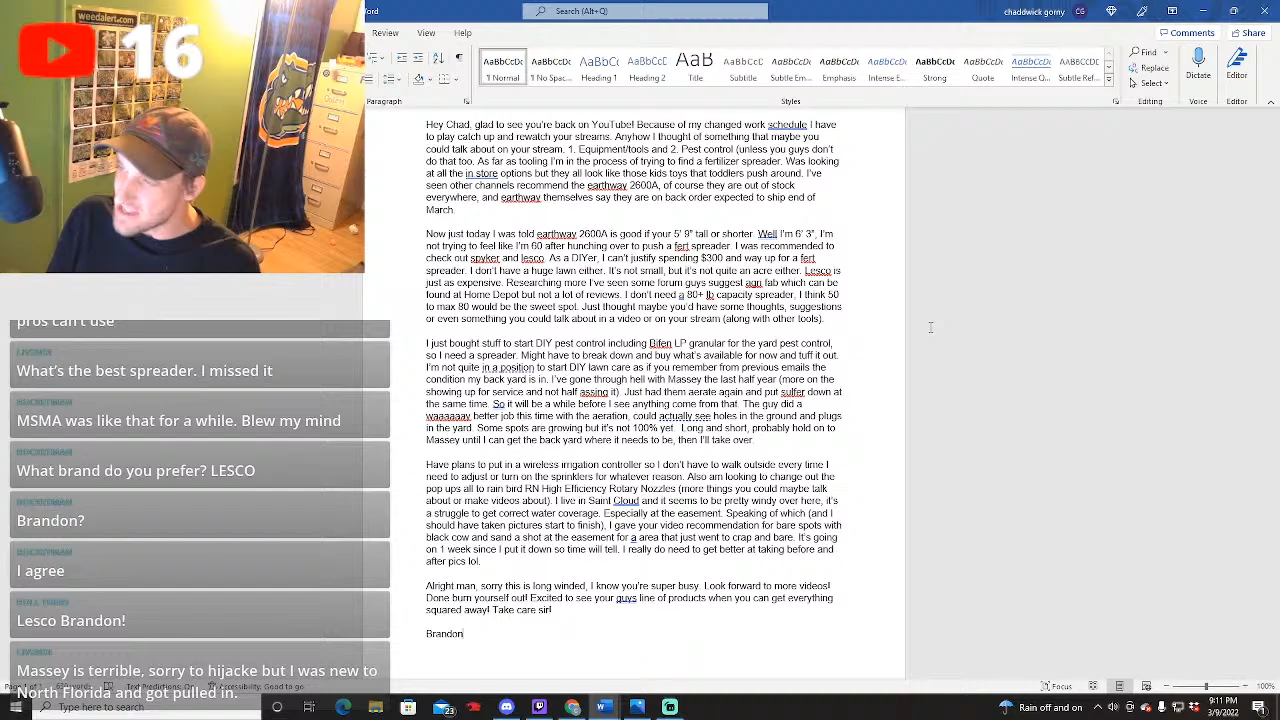 weedalert.com
16
Search (Alt+Q)
chadwick gomy
CG
Review View Help
Comments
Share
AaBbCcDc AaBbCcDc AaBbCc AaBbCcD AaB AaBbCcD AaBbCcDc AaBbCcDc AaBbCcDc AaBbCcDc AaBbCcDc AaBbCcDc AaBbCcDc
Normal No Spac... Heading 1 Heading 2 Title Subtitle Subtle Em... Emphasis Intense E... Strong Quote Intense Q... Subtle Ref...
Find
Replace
Select
Dictate
Editor
Paragraph
Styles
Editing
Voice
Editor
Hey Chad, glad to see you're back on YouTube! Because of my changed work schedule I have
to play catch up and rewatch your streams. Anyhow I thought of something that maybe you
could talk about on your stream. 1. Equipment/tools and 2. Pest control (unless you guys don't
do that too. As far as tooling I'm in the process of trying to find a fertilizer spreader. Was looking
at all the in store options but they all look like those kids toys that toddlers push around. I've
seen other channels recommend the earthway 2600A, of course they are out of stock
everywhere, and earthway themselves say they are on back order expected to ship end of
March.
Now just today I was told earthway 2600A is good if your 5' 9" tall or shorter. Well I'm 6' 3", I'm
not trying to feel like I'm 60 after hunching over to push a fert spreader. I was recommended to
check out spyker and lesco. As a DIYer, I can't justify spending $300 and way up for a fert
spreader. I don't have a huge lawn either. It's not small, but it's not quite an acre either. Lesco is
just as expensive. Researching more I've seen some forum guys suggest agri fab which can be
found at Home Depot but not a lot of reviews. I don't need a 80+ lb capacity spreader, I think 50
to max 80 would be the sweet spot. Just thought maybe you'd have some thoughts, suggestions
or even something you could talk about in a video or on your stream (along with other tools).
I just bought stuff to start DIY pest control including Bifen LP granular for the yard pest control,
so I need a spreader. Might have to break down and buy what's available for now and tuff it out.
I'm not quite in a position to start DIY lawn care as if you remember from previous emails the
condition my back yard is in. I've gone through hell with Massey the last half year (more on the
showing up for service and not half assing it). Just had them aerate again and put sulfer down at
the same time. So it will be a while before I see anything come from that. The guy did a
waaaaaay better job this time with the aeration, could actually see holes in the ground and plugs
in the yard. Some spots are growing but it's not 100% yet. Long and short, probably hold on to
Massey until I can get the back yard where it needs to be, then I'll take over.
Have plans to put in a wireless irrigation controller so I don't have to walk outside every time I
need to adjust or turn on the sprinklers for whatever reason. Also am looking to change out the
pop ups all to rain bird RN High Efficiency Rotary Nozzles (more things you could maybe talk
about or make videos about). I live in Saint Cloud and it seems to be pretty windy over here, it's
a struggle to get correct water coverage. Especially at the easement. Speaking of which (and I
should have taken pictures start to finish), I gave your video recommendation for bare spots with
black cow and sand a shot at the easement for a area that just went to crap and bare. It's going
on 1 week since I put it down so time will tell. I really do need to get better at taking before and
after pics lol.
Alright man, sorry this is long winded, I know you're super busy. Look forward to more videos!
Done burn yourself out! Excited to see your guys line of products when you can get everything
squared away! Take care sir!
Brandon
pros can't use
What's the best spreader. I missed it
MSMA was like that for a while. Blew my mind
What brand do you prefer? LESCO
Brandon?
I agree
Lesco Brandon!
Massey is terrible, sorry to hijacke but I was new to
North Florida and got pulled in.
Text Predictions: On
Accessibility: Good to go
Focus
100%
Type here to search
Rain off and on
9:11 PM
3/9/2022